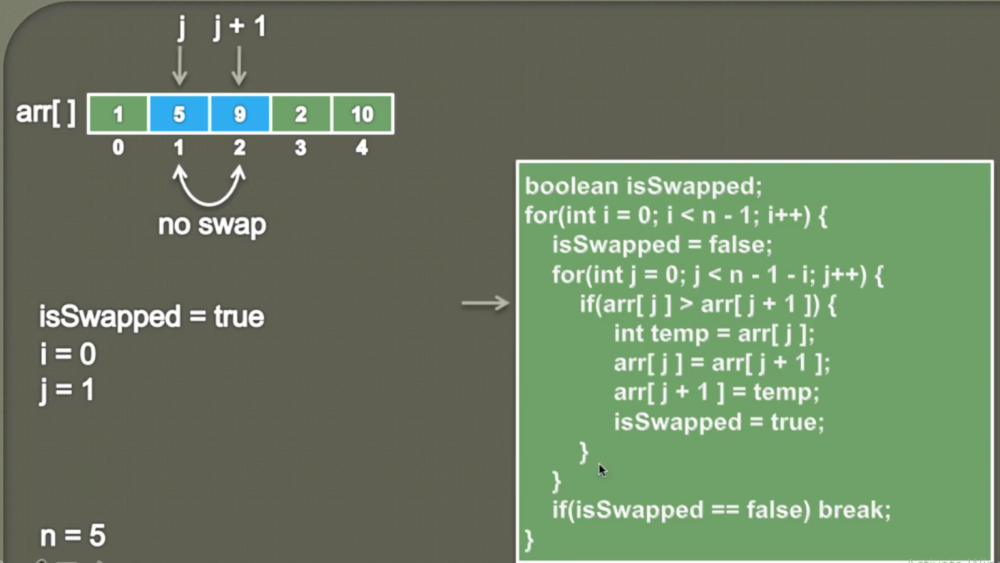 j j + 1
arr[ ] 1 5 9 2 10
0 1 2 3 4
no swap
isSwapped = true
i = 0
j = 1
n = 5
boolean isSwapped;
for(int i = 0; i < n - 1; i++) {
isSwapped = false;
for(int j = 0; j < n - 1 - i; j++) {
if(arr[ j ] > arr[ j + 1 ]) {
int temp = arr[ j ];
arr[ j ] = arr[ j + 1 ];
arr[ j + 1 ] = temp;
isSwapped = true;
}
}
if(isSwapped == false) break;
}